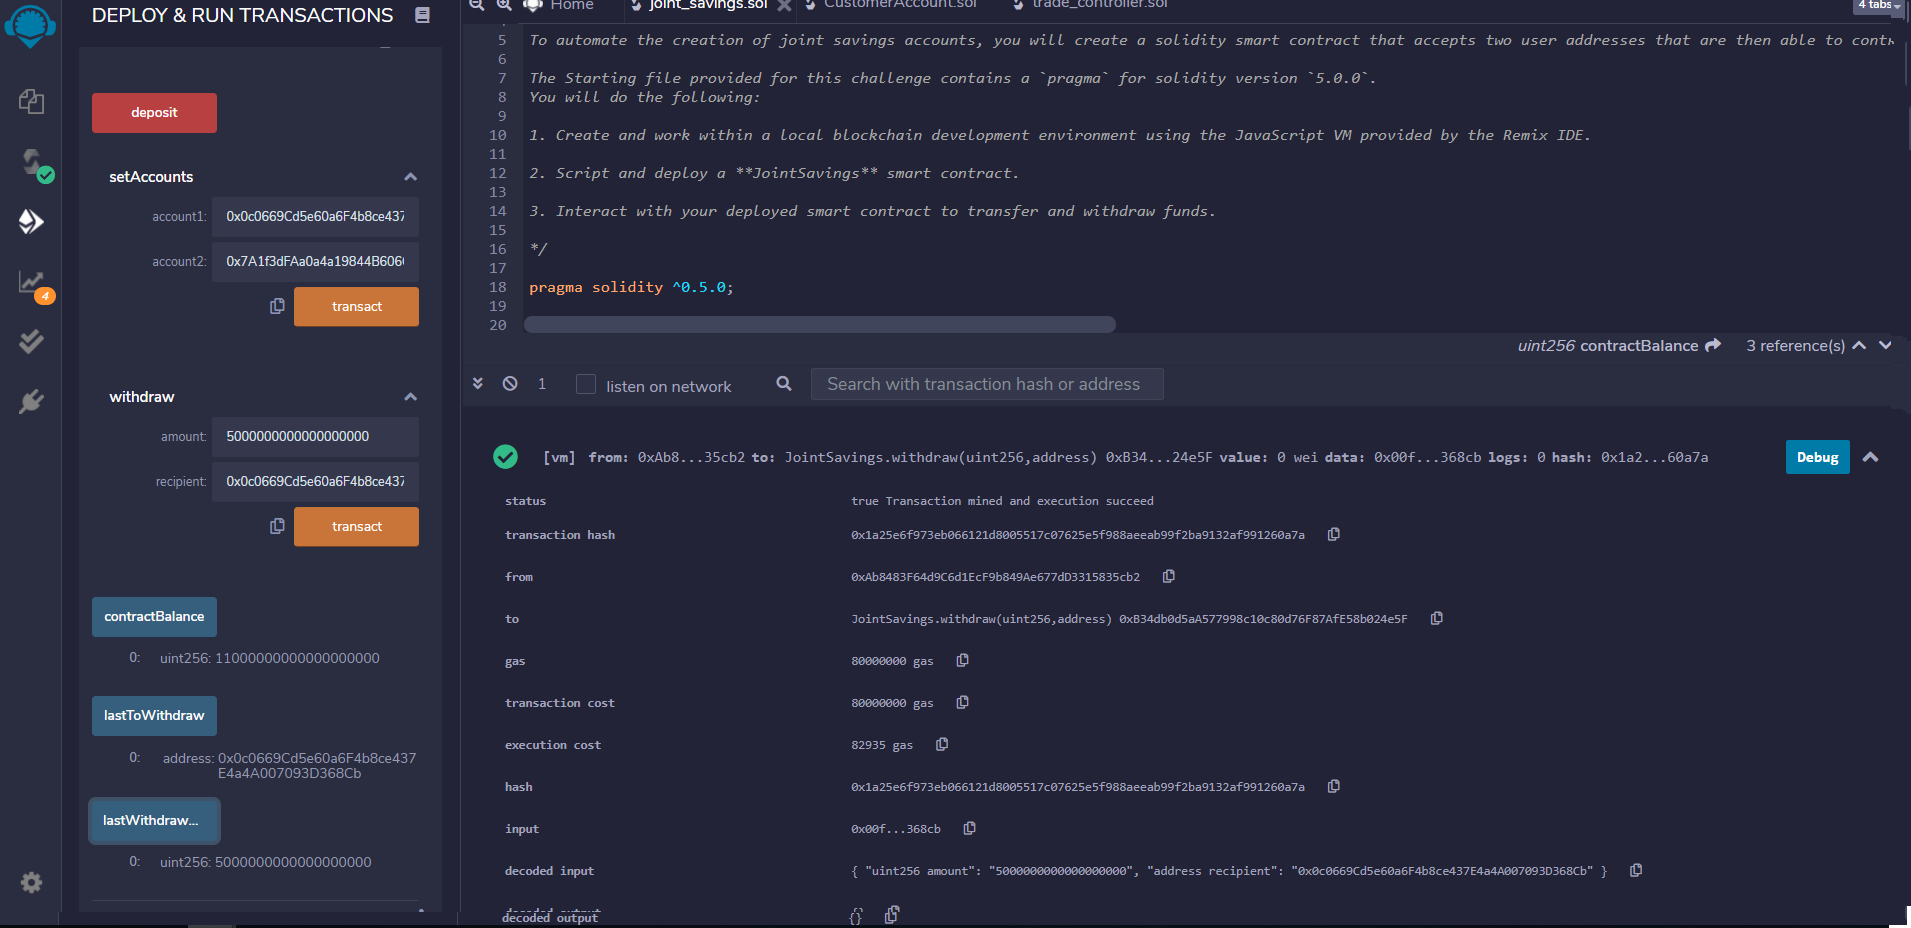 DEPLOY & RUN TRANSACTIONS
deposit
setAccounts
account1: 0x0c0669Cd5e60a6F4b8ce437
account2: 0x7A1f3dFAa0a4a19844B606
transact
withdraw
amount: 5000000000000000000
recipient: 0x0c0669Cd5e60a6F4b8ce437
transact
contractBalance
0: uint256: 11000000000000000000
lastToWithdraw
0: address: 0x0c0669Cd5e60a6F4b8ce437
E4a4A007093D368Cb
lastWithdraw...
0: uint256: 5000000000000000000
4
Home
joint_savings.sol
CustomerAccount.sol
trade_controller.sol
4 tabs
5 To automate the creation of joint savings accounts, you will create a solidity smart contract that accepts two user addresses that are then able to cont
6
7 The Starting file provided for this challenge contains a `pragma` for solidity version `5.0.0`.
8 You will do the following:
9
10 1. Create and work within a local blockchain development environment using the JavaScript VM provided by the Remix IDE.
11
12 2. Script and deploy a **JointSavings** smart contract.
13
14 3. Interact with your deployed smart contract to transfer and withdraw funds.
15
16 */
17
18 pragma solidity ^0.5.0;
19
20
uint256 contractBalance 3 reference(s)
1 listen on network Search with transaction hash or address
[vm] from: 0xAb8...35cb2 to: JointSavings.withdraw(uint256,address) 0xB34...24e5F value: 0 wei data: 0x00f...368cb logs: 0 hash: 0x1a2...60a7a
Debug
status true Transaction mined and execution succeed
transaction hash 0x1a25e6f973eb066121d8005517c07625e5f988aeeab99f2ba9132af991260a7a
from 0xAb8483F64d9C6d1EcF9b849Ae677dD3315835cb2
to JointSavings.withdraw(uint256,address) 0xB34db0d5aA577998c10c80d76F87AfE58b024e5F
gas 80000000 gas
transaction cost 80000000 gas
execution cost 82935 gas
hash 0x1a25e6f973eb066121d8005517c07625e5f988aeeab99f2ba9132af991260a7a
input 0x00f...368cb
decoded input { "uint256 amount": "5000000000000000000", "address recipient": "0x0c0669Cd5e60a6F4b8ce437E4a4A007093D368Cb" }
decoded output {}